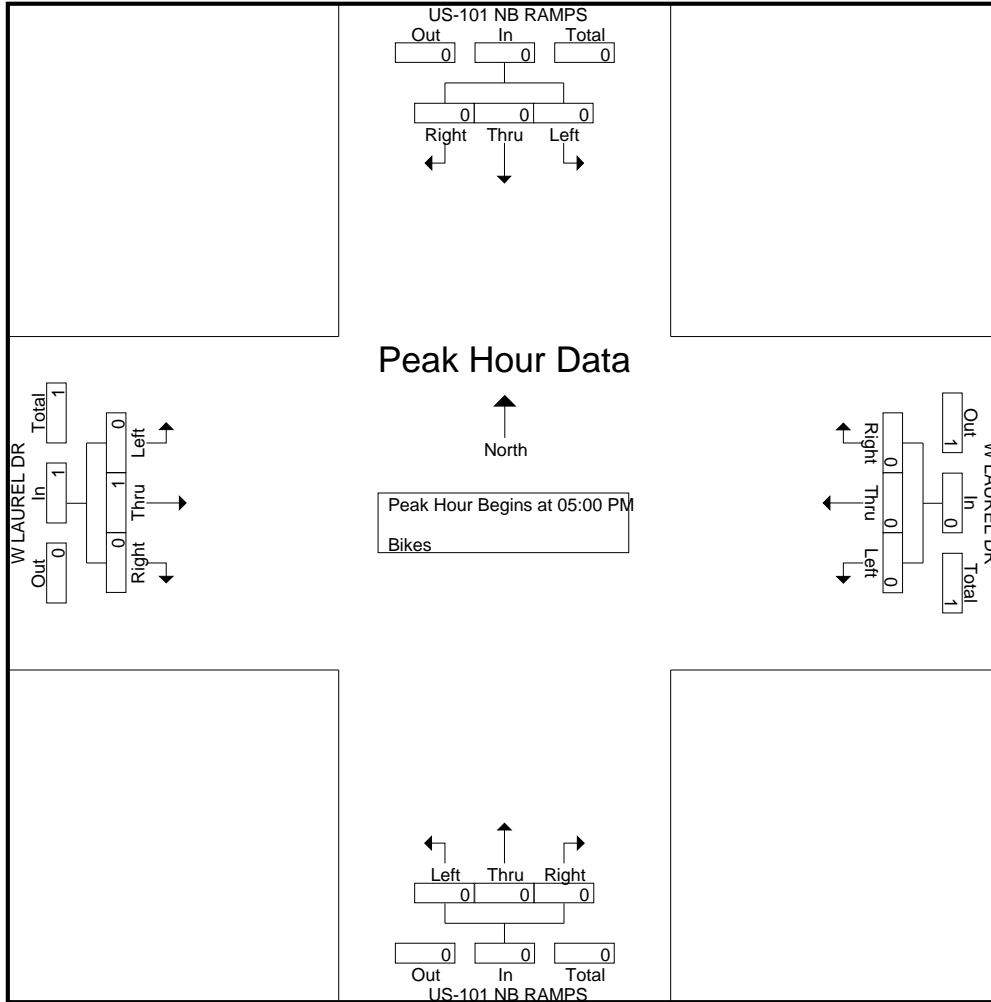 US-101 NB RAMPS
Out In Total
0 0 0
0 0 0
Right Thru Left
Peak Hour Data
North
Peak Hour Begins at 05:00 PM
Bikes
W LAUREL DR
Total In Out
1 1 0
0 1 0
Left Thru Right
W LAUREL DR
Out In Total
1 0 1
0 0 0
Right Thru Left
Left Thru Right
0 0 0
0 0 0
Out In Total
US-101 NB RAMPS